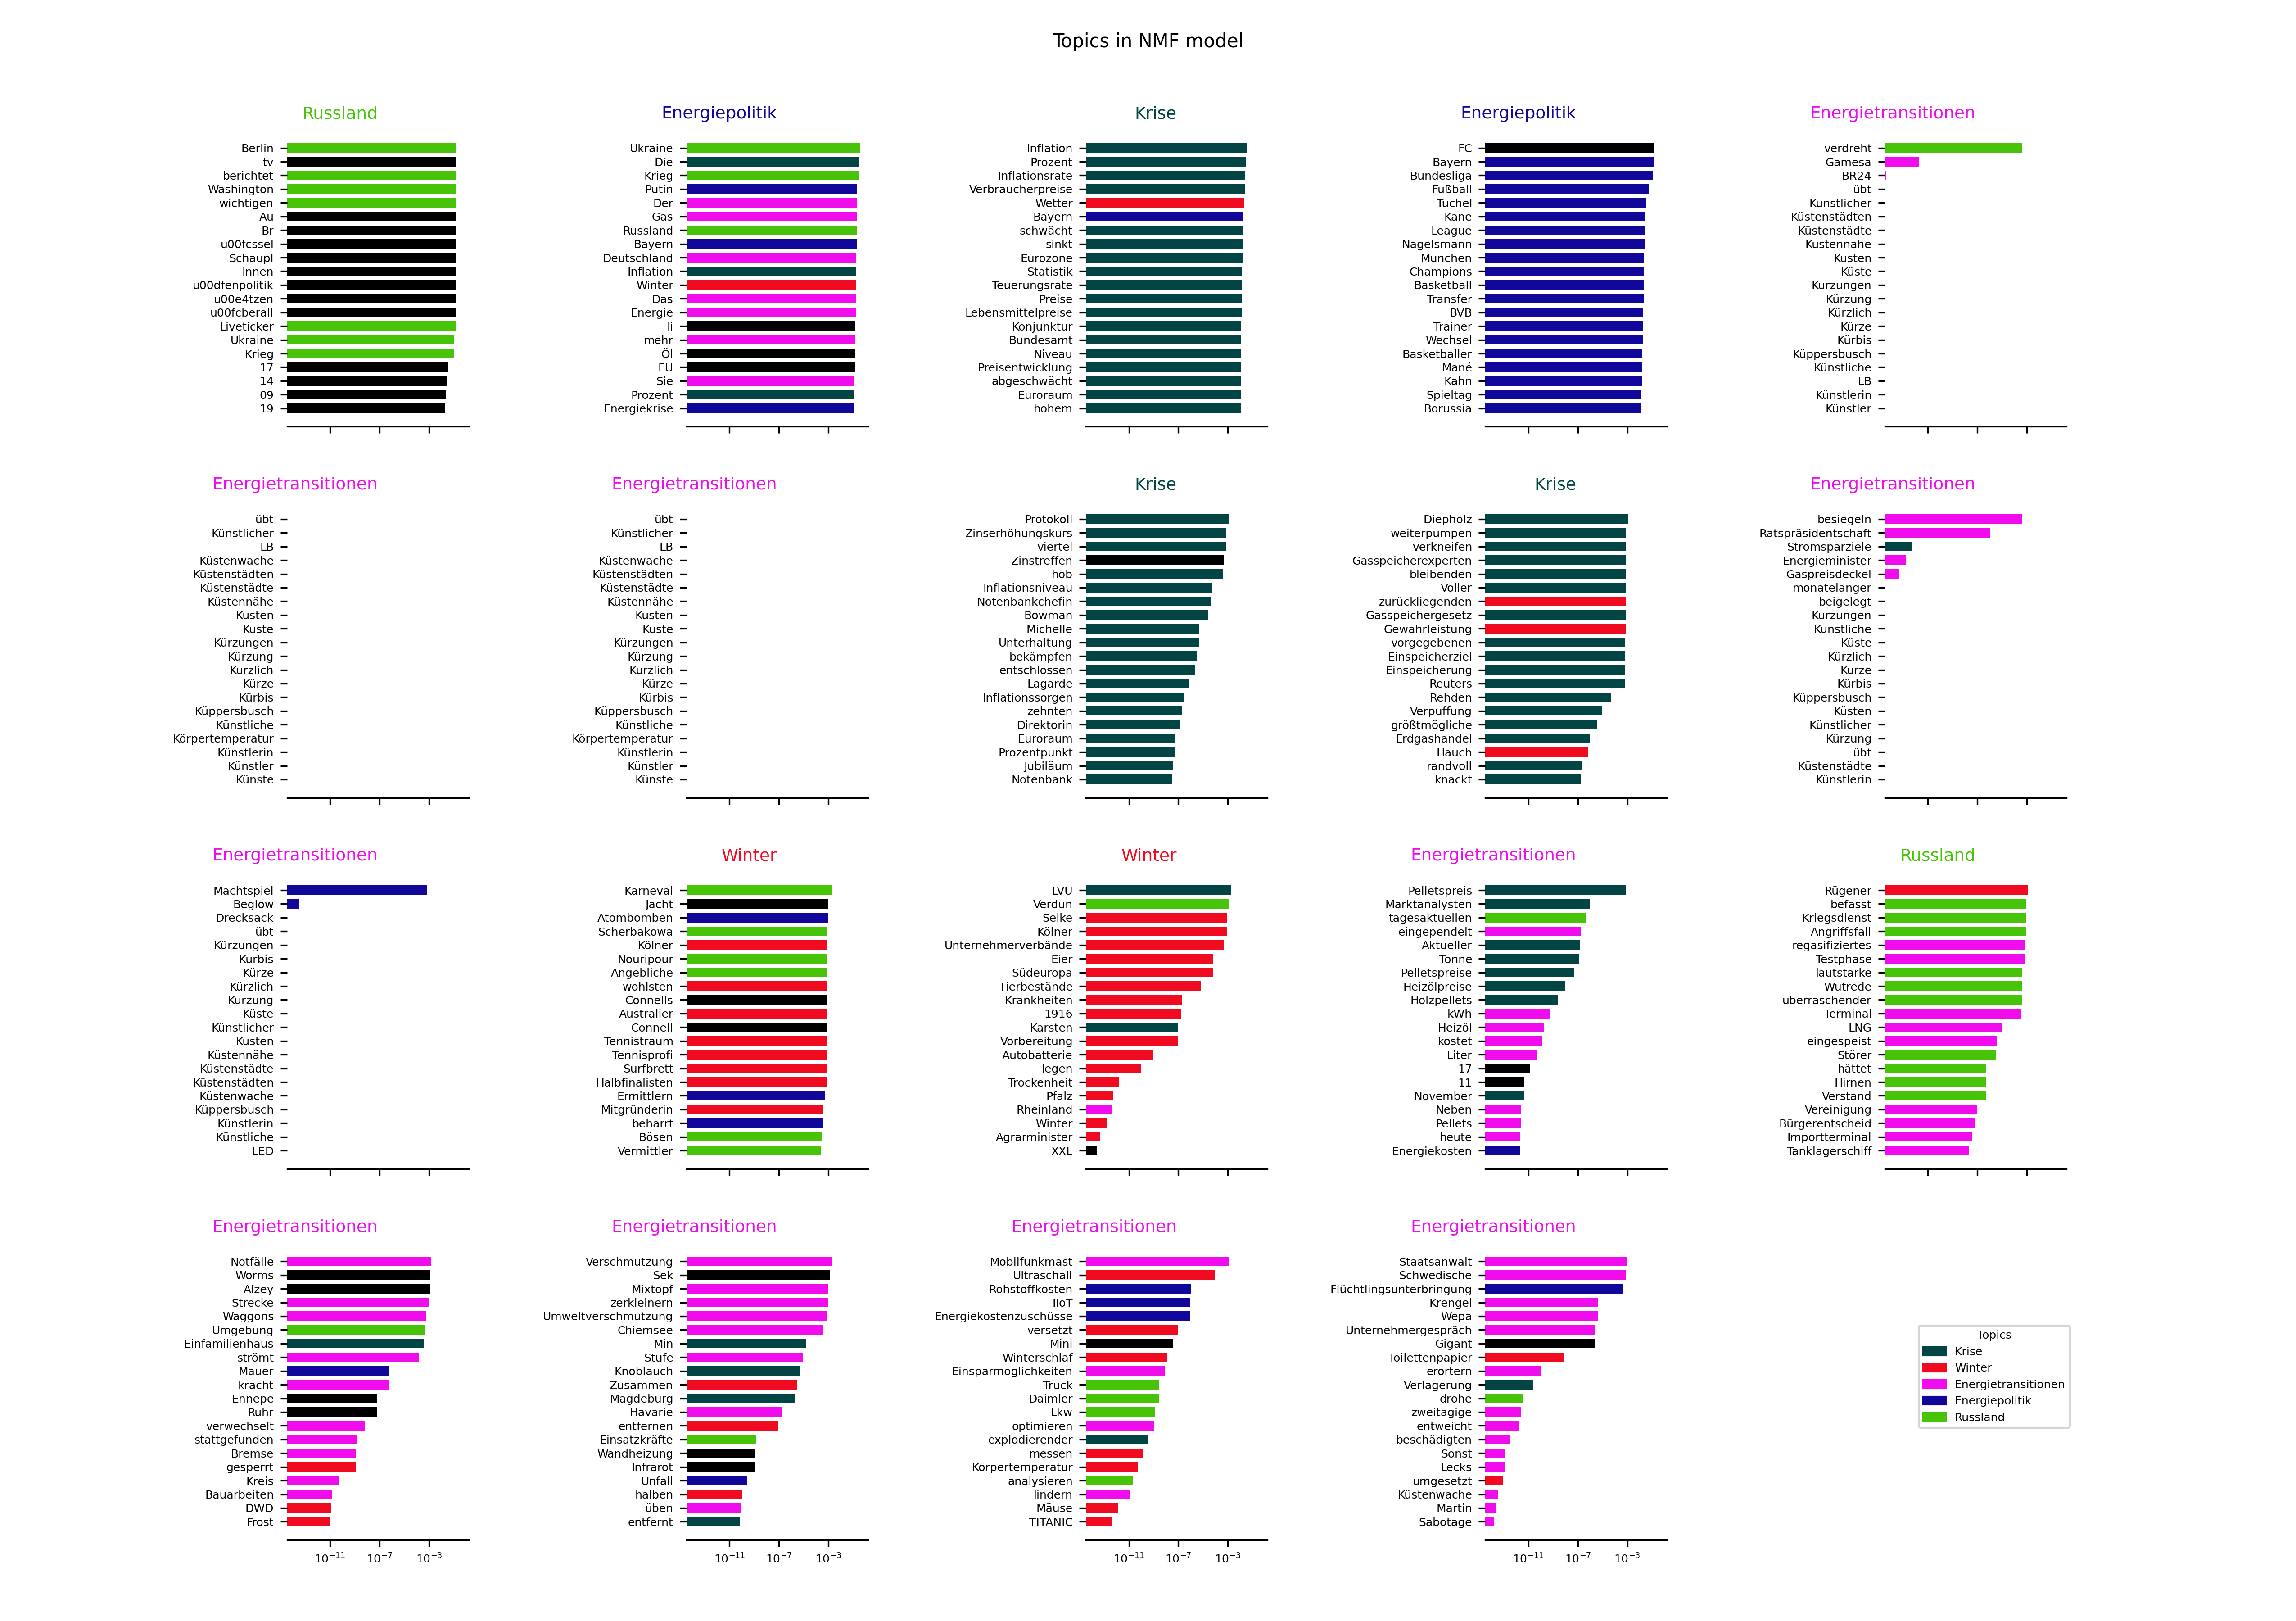 Topics in NMF model
Russland
Berlin
tv
berichtet
Washington
wichtigen
Au
Br
u00fcssel
Schaupl
Innen
u00dfenpolitik
u00e4tzen
u00fcberall
Liveticker
Ukraine
Krieg
17
14
09
19
Energiepolitik
Ukraine
Die
Krieg
Putin
Der
Gas
Russland
Bayern
Deutschland
Inflation
Winter
Das
Energie
li
mehr
Öl
EU
Sie
Prozent
Energiekrise
Krise
Inflation
Prozent
Inflationsrate
Verbraucherpreise
Wetter
Bayern
schwächt
sinkt
Eurozone
Statistik
Teuerungsrate
Preise
Lebensmittelpreise
Konjunktur
Bundesamt
Niveau
Preisentwicklung
abgeschwächt
Euroraum
hohem
Energiepolitik
FC
Bayern
Bundesliga
Fußball
Tuchel
Kane
League
Nagelsmann
München
Champions
Basketball
Transfer
BVB
Trainer
Wechsel
Basketballer
Mané
Kahn
Spieltag
Borussia
Energietransitionen
verdreht
Gamesa
BR24
übt
Künstlicher
Küstenstädten
Küstenstädte
Küstennähe
Küsten
Küste
Kürzungen
Kürzung
Kürzlich
Kürze
Kürbis
Küppersbusch
Künstliche
LB
Künstlerin
Künstler
Energietransitionen
übt
Künstlicher
LB
Küstenwache
Küstenstädten
Küstenstädte
Küstennähe
Küsten
Küste
Kürzungen
Kürzung
Kürzlich
Kürze
Kürbis
Küppersbusch
Künstliche
Körpertemperatur
Künstlerin
Künstler
Künste
Energietransitionen
übt
Künstlicher
LB
Küstenwache
Küstenstädten
Küstenstädte
Küstennähe
Küsten
Küste
Kürzungen
Kürzung
Kürzlich
Kürze
Kürbis
Küppersbusch
Künstliche
Körpertemperatur
Künstlerin
Künstler
Künste
Krise
Protokoll
Zinserhöhungskurs
viertel
Zinstreffen
hob
Inflationsniveau
Notenbankchefin
Bowman
Michelle
Unterhaltung
bekämpfen
entschlossen
Lagarde
Inflationssorgen
zehnten
Direktorin
Euroraum
Prozentpunkt
Jubiläum
Notenbank
Krise
Diepholz
weiterpumpen
verkneifen
Gasspeicherexperten
bleibenden
Voller
zurückliegenden
Gasspeichergesetz
Gewährleistung
vorgegebenen
Einspeicherziel
Einspeicherung
Reuters
Rehden
Verpuffung
größtmögliche
Erdgashandel
Hauch
randvoll
knackt
Energietransitionen
besiegeln
Ratspräsidentschaft
Stromsparziele
Energieminister
Gaspreisdeckel
monatelanger
beigelegt
Kürzungen
Künstliche
Küste
Kürzlich
Kürze
Kürbis
Küppersbusch
Küsten
Künstlicher
Kürzung
übt
Küstenstädte
Künstlerin
Energietransitionen
Machtspiel
Beglow
Drecksack
übt
Kürzungen
Kürbis
Kürze
Kürzlich
Kürzung
Küste
Künstlicher
Küsten
Küstennähe
Küstenstädte
Küstenstädten
Küstenwache
Küppersbusch
Künstlerin
Künstliche
LED
Winter
Karneval
Jacht
Atombomben
Scherbakowa
Kölner
Nouripour
Angebliche
wohlsten
Connells
Australier
Connell
Tennistraum
Tennisprofi
Surfbrett
Halbfinalisten
Ermittlern
Mitgründerin
beharrt
Bösen
Vermittler
Winter
LVU
Verdun
Selke
Kölner
Unternehmerverbände
Eier
Südeuropa
Tierbestände
Krankheiten
1916
Karsten
Vorbereitung
Autobatterie
legen
Trockenheit
Pfalz
Rheinland
Winter
Agrarminister
XXL
Energietransitionen
Pelletspreis
Marktanalysten
tagesaktuellen
eingependelt
Aktueller
Tonne
Pelletspreise
Heizölpreise
Holzpellets
kWh
Heizöl
kostet
Liter
17
11
November
Neben
Pellets
heute
Energiekosten
Russland
Rügener
befasst
Kriegsdienst
Angriffsfall
regasifiziertes
Testphase
lautstarke
Wutrede
überraschender
Terminal
LNG
eingespeist
Störer
hättet
Hirnen
Verstand
Vereinigung
Bürgerentscheid
Importterminal
Tanklagerschiff
Energietransitionen
Notfälle
Worms
Alzey
Strecke
Waggons
Umgebung
Einfamilienhaus
strömt
Mauer
kracht
Ennepe
Ruhr
verwechselt
stattgefunden
Bremse
gesperrt
Kreis
Bauarbeiten
DWD
Frost
10⁻¹¹ 10⁻⁷ 10⁻³
Energietransitionen
Verschmutzung
Sek
Mixtopf
zerkleinern
Umweltverschmutzung
Chiemsee
Min
Stufe
Knoblauch
Zusammen
Magdeburg
Havarie
entfernen
Einsatzkräfte
Wandheizung
Infrarot
Unfall
halben
üben
entfernt
10⁻¹¹ 10⁻⁷ 10⁻³
Energietransitionen
Mobilfunkmast
Ultraschall
Rohstoffkosten
IIoT
Energiekostenzuschüsse
versetzt
Mini
Winterschlaf
Einsparmöglichkeiten
Truck
Daimler
Lkw
optimieren
explodierender
messen
Körpertemperatur
analysieren
lindern
Mäuse
TITANIC
10⁻¹¹ 10⁻⁷ 10⁻³
Energietransitionen
Staatsanwalt
Schwedische
Flüchtlingsunterbringung
Krengel
Wepa
Unternehmergespräch
Gigant
Toilettenpapier
erörtern
Verlagerung
drohe
zweitägige
entweicht
beschädigten
Sonst
Lecks
umgesetzt
Küstenwache
Martin
Sabotage
10⁻¹¹ 10⁻⁷ 10⁻³
Topics
Krise
Winter
Energietransitionen
Energiepolitik
Russland